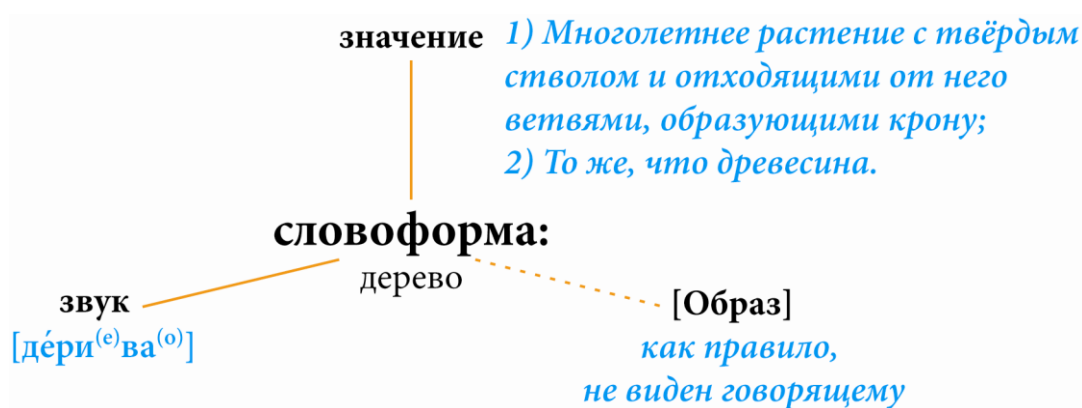 значение
1) Многолетнее растение с твёрдым
стволом и отходящими от него
ветвями, образующими крону;
2) То же, что древесина.
словоформа:
дерево
звук
[де́ри(е)ва(о)]
[Образ]
как правило,
не виден говорящему